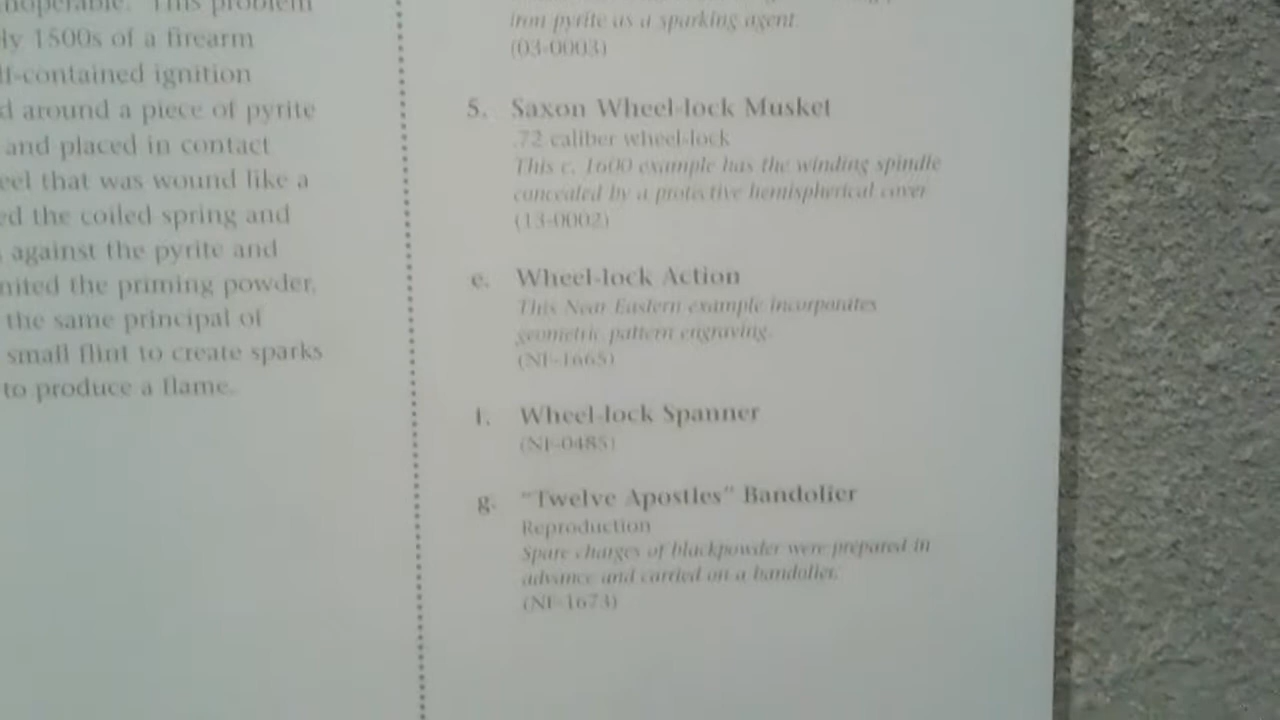 inoperable. This problem
ly 1500s of a firearm
lf-contained ignition
d around a piece of pyrite
and placed in contact
eel that was wound like a
ed the coiled spring and
against the pyrite and
nited the priming powder,
the same principal of
small flint to create sparks
to produce a flame.
iron pyrite as a sparking agent.
(03-0003)
5. Saxon Wheel-lock Musket
.72 caliber wheel-lock
This c. 1600 example has the winding spindle
concealed by a protective hemispherical cover
(13-0002)
e. Wheel-lock Action
This Near Eastern example incorporates
geometric pattern engraving.
(NF-1665)
f. Wheel-lock Spanner
(NF-0485)
g. "Twelve Apostles" Bandolier
Reproduction
Spare charges of blackpowder were prepared in
advance and carried on a bandolier.
(NF-1673)